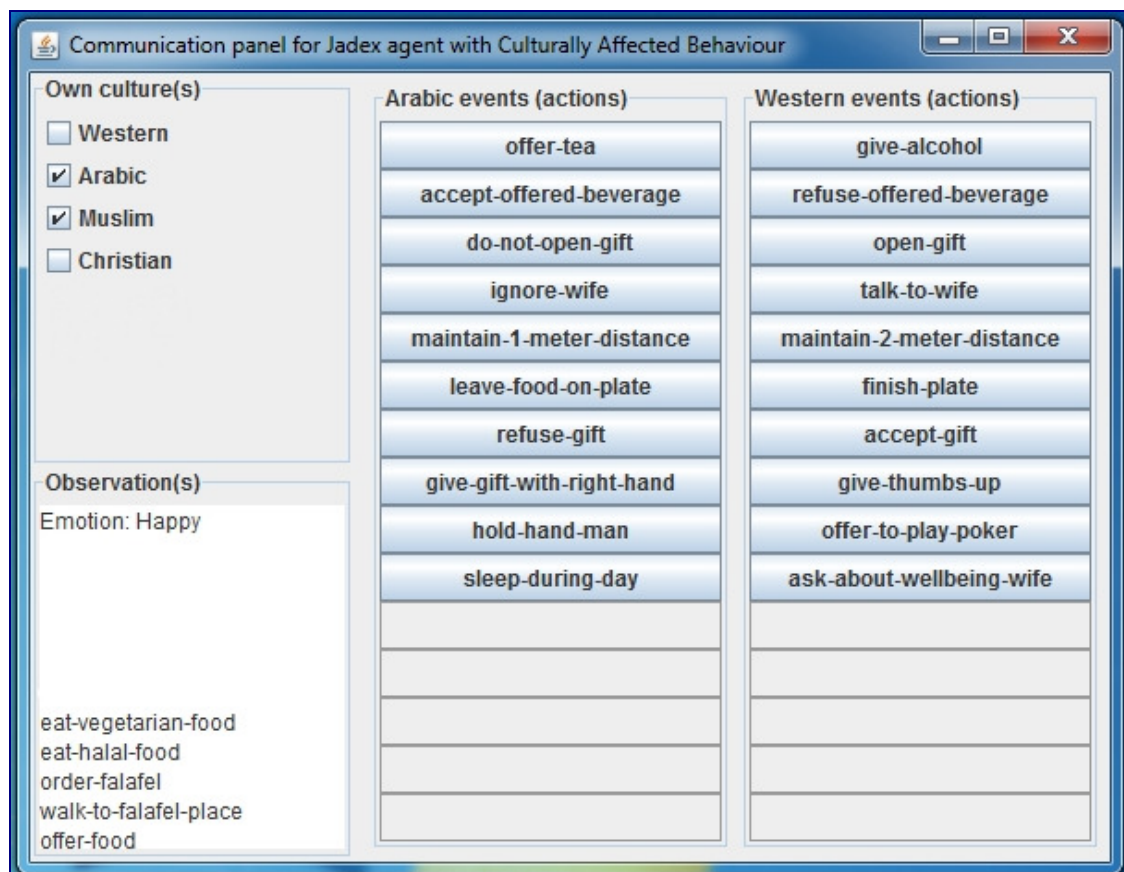 Communication panel for Jadex agent with Culturally Affected Behaviour
Own culture(s)
Western
Arabic
Muslim
Christian
Observation(s)
Emotion: Happy
eat-vegetarian-food
eat-halal-food
order-falafel
walk-to-falafel-place
offer-food
Arabic events (actions)
offer-tea
accept-offered-beverage
do-not-open-gift
ignore-wife
maintain-1-meter-distance
leave-food-on-plate
refuse-gift
give-gift-with-right-hand
hold-hand-man
sleep-during-day
Western events (actions)
give-alcohol
refuse-offered-beverage
open-gift
talk-to-wife
maintain-2-meter-distance
finish-plate
accept-gift
give-thumbs-up
offer-to-play-poker
ask-about-wellbeing-wife